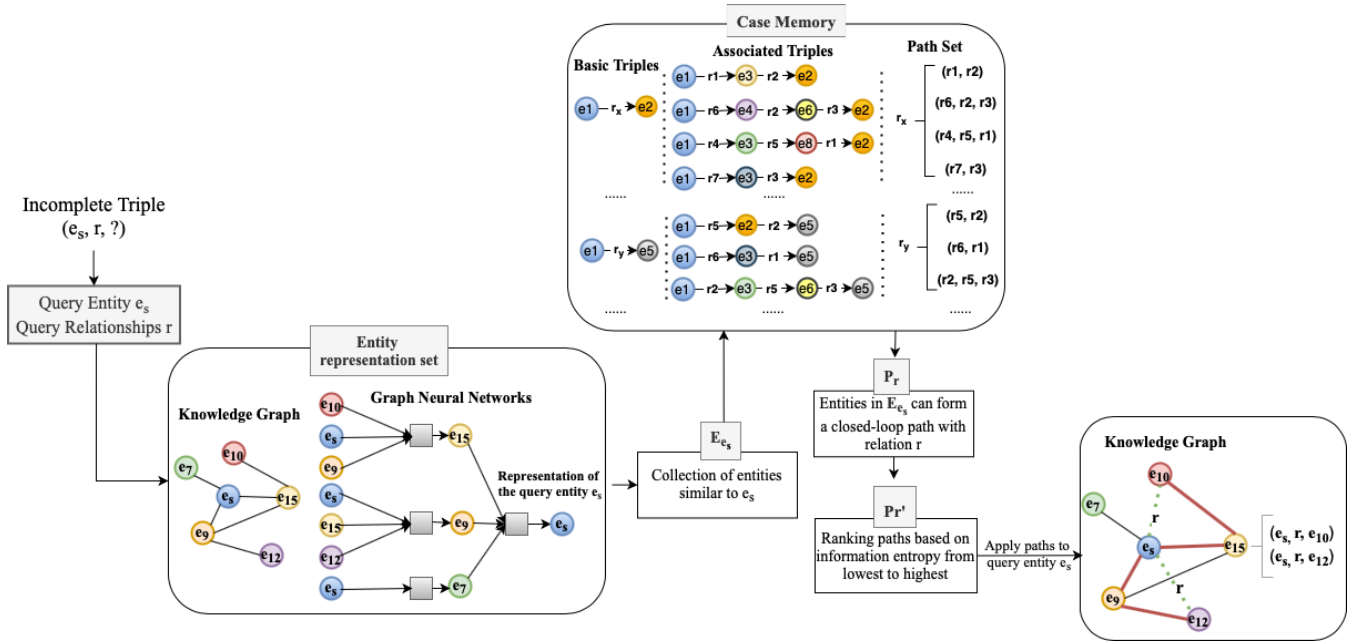 Case Memory
Basic Triples
Associated Triples
Path Set
e1 r1 e3 r2 e2
(r1, r2)
e1 rx e2
e1 r6 e4 r2 e6 r3 e2
(r6, r2, r3)
rx
e1 r4 e3 r5 e8 r1 e2
(r4, r5, r1)
e1 r7 e3 r3 e2
(r7, r3)
...... ...... ......
e1 r5 e2 r2 e5
(r5, r2)
e1 ry e5
e1 r6 e3 r1 e5
ry
(r6, r1)
e1 r2 e3 r5 e6 r3 e5
(r2, r5, r3)
...... ...... ......
Incomplete Triple
(es, r, ?)
Query Entity es
Query Relationships r
Entity
representation set
Knowledge Graph
e10
e7
es
e15
e9
e12
Graph Neural Networks
e10
es
e9
e15
es
e15
e12
e9
es
e7
Representation of
the query entity es
es
Ees
Collection of entities
similar to es
Pr
Entities in Ees can form
a closed-loop path with
relation r
Pr'
Ranking paths based on
information entropy from
lowest to highest
Apply paths to
query entity es
Knowledge Graph
e10
e7
r
es
e15
r
e9
e12
(es, r, e10)
(es, r, e12)